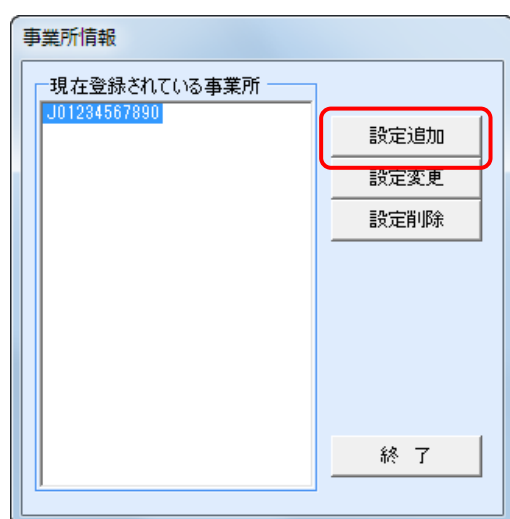 事業所情報
現在登録されている事業所
J01234567890
設定追加
設定変更
設定削除
終 了